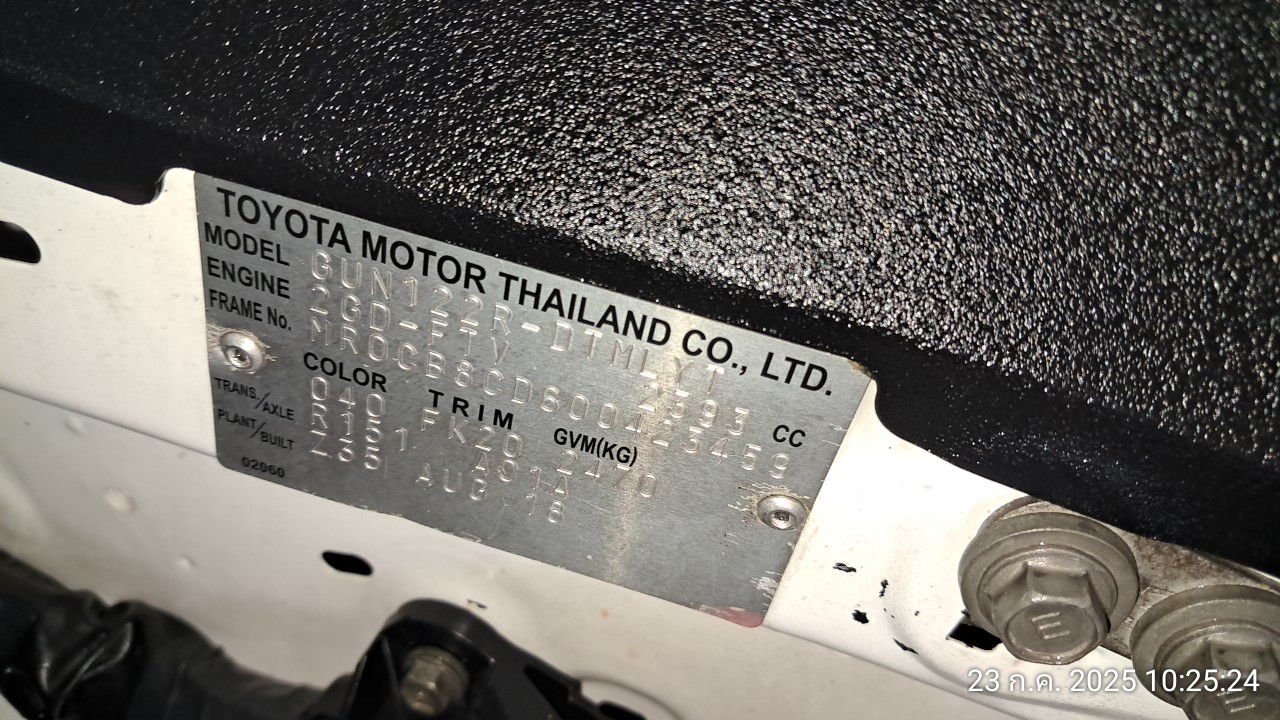 TOYOTA MOTOR THAILAND CO., LTD.
MODEL GUN122R-DTMLYT
ENGINE 2GD-FTV 2393 CC
FRAME No. MR0CB8CD600423459
COLOR TRIM GVM(KG)
040 FK20 2470
TRANS./AXLE R151 A91A
PLANT/BUILT Z35 AUG 18
02060
E
E
23 ก.ค. 2025 10:25:24